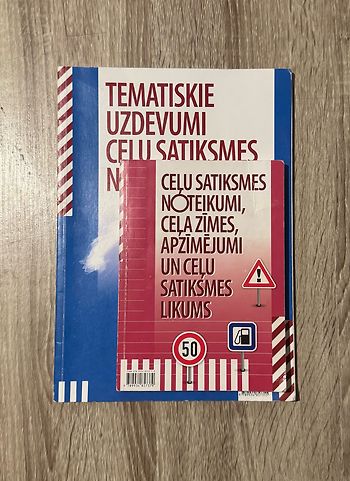 TEMATISKIE
UZDEVUMI
CEĻU SATIKSMES
N
CEĻU SATIKSMES
NOTEIKUMI,
CEĻA ZĪMES,
APZĪMĒJUMI
UN CEĻU
SATIKSMES
LIKUMS
50